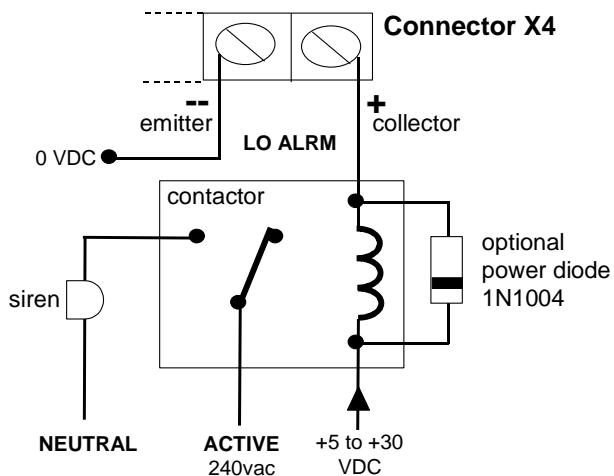 Connector X4
--
+
emitter
collector
LO ALRM
0 VDC
contactor
optional
power diode
1N1004
siren
NEUTRAL
ACTIVE
240vac
+5 to +30
VDC